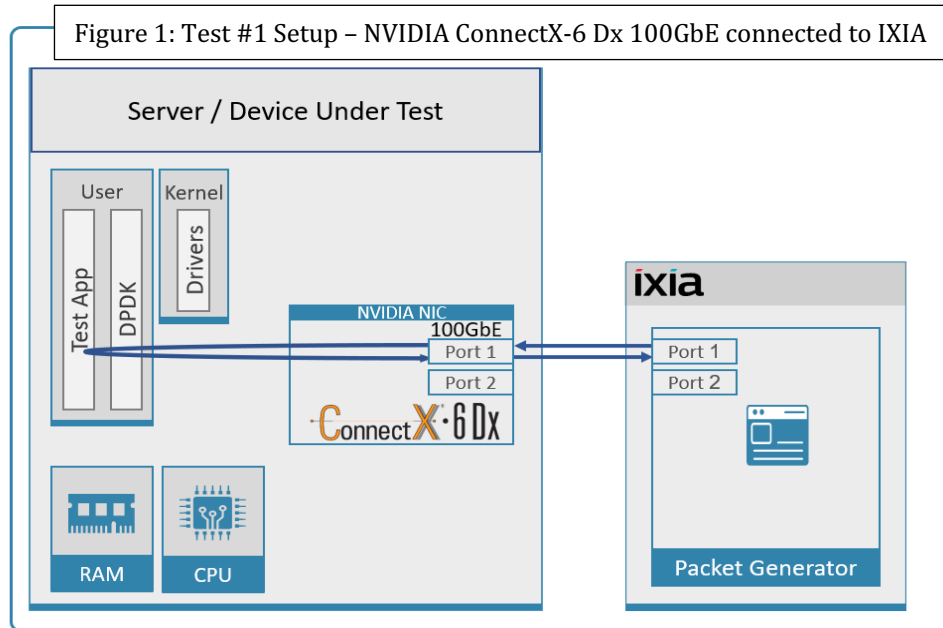 Figure 1: Test #1 Setup – NVIDIA ConnectX-6 Dx 100GbE connected to IXIA
Server / Device Under Test
User
Kernel
Test App
DPDK
Drivers
NVIDIA NIC
100GbE
Port 1
Port 2
ConnectX·6 Dx
RAM
CPU
ixia
Port 1
Port 2
Packet Generator